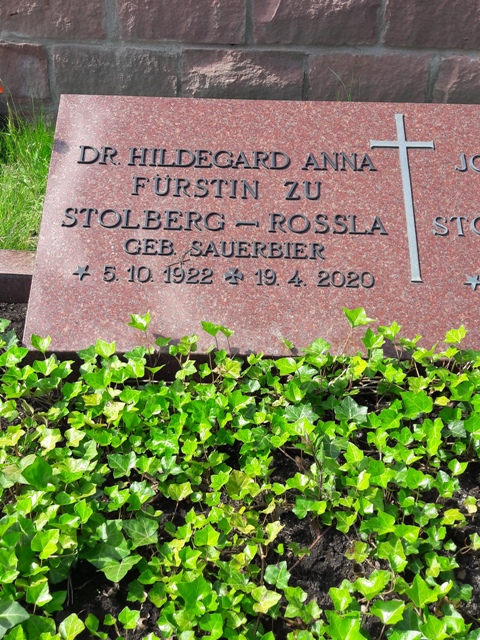 DR. HILDEGARD ANNA
FÜRSTIN ZU
STOLBERG – ROSSLA
GEB. SAUERBIER
★ 5.10.1922 ✠ 19.4.2020